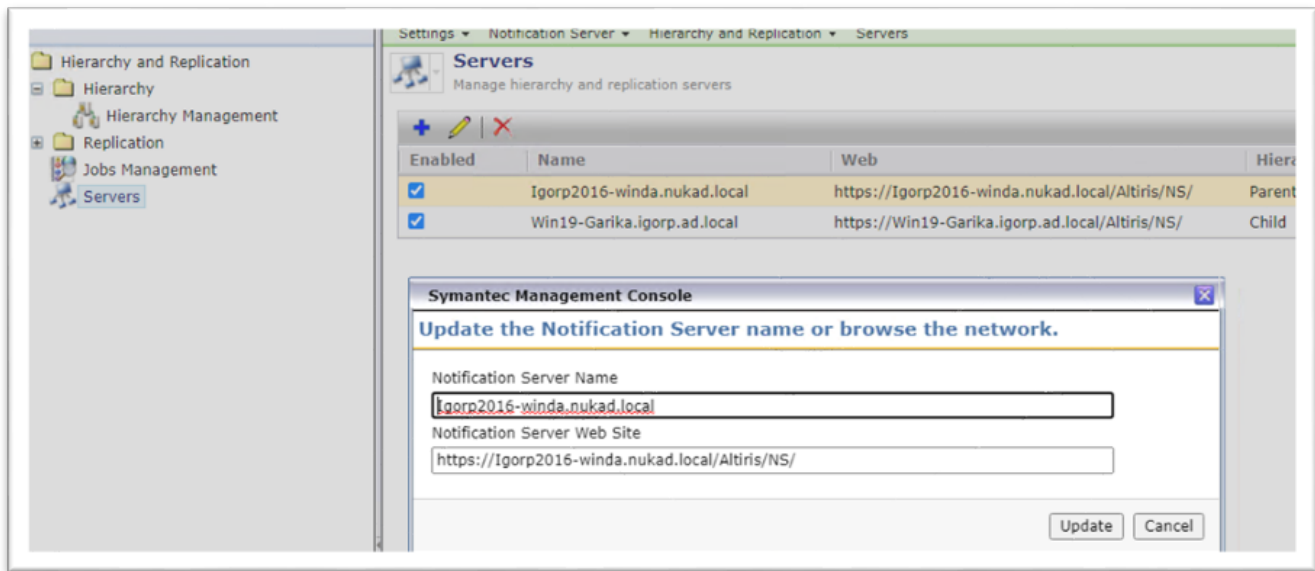 Settings Notification Server Hierarchy and Replication Servers
Hierarchy and Replication
Hierarchy
Hierarchy Management
Replication
Jobs Management
Servers
Servers
Manage hierarchy and replication servers
Enabled Name Web Hiera
Igorp2016-winda.nukad.local https://Igorp2016-winda.nukad.local/Altiris/NS/ Parent
Win19-Garika.igorp.ad.local https://Win19-Garika.igorp.ad.local/Altiris/NS/ Child
Symantec Management Console
Update the Notification Server name or browse the network.
Notification Server Name
Igorp2016-winda.nukad.local
Notification Server Web Site
https://Igorp2016-winda.nukad.local/Altiris/NS/
Update Cancel